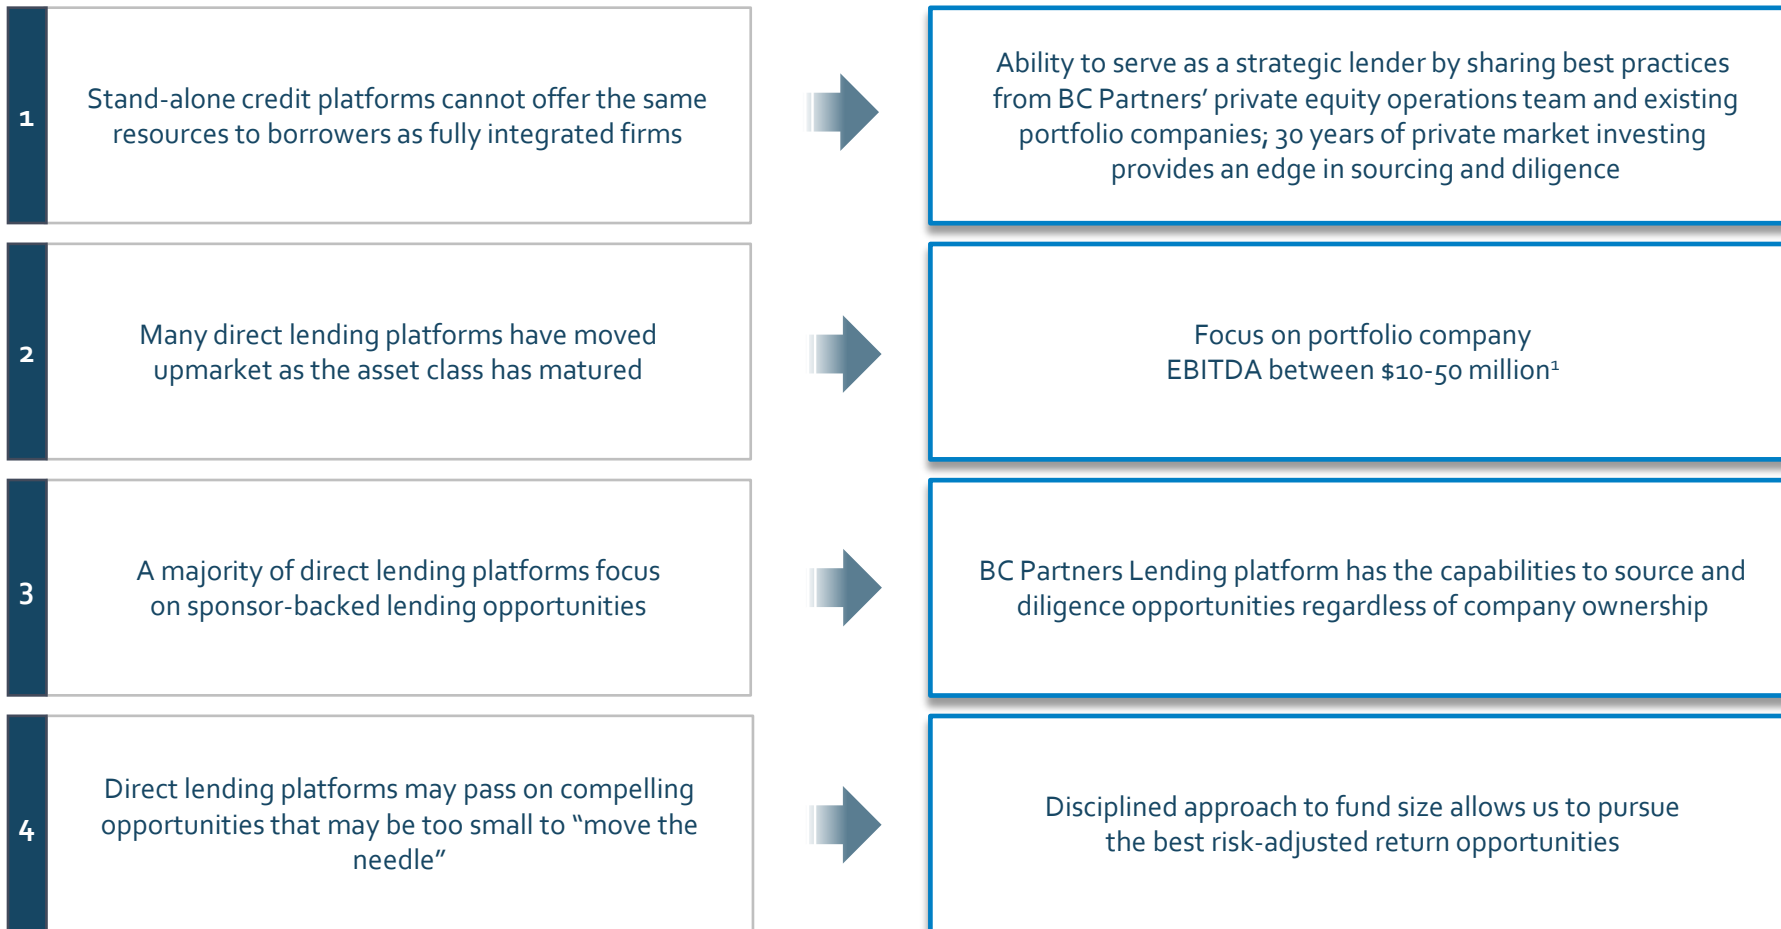 1
Stand-alone credit platforms cannot offer the same
resources to borrowers as fully integrated firms
Ability to serve as a strategic lender by sharing best practices
from BC Partners’ private equity operations team and existing
portfolio companies; 30 years of private market investing
provides an edge in sourcing and diligence
2
Many direct lending platforms have moved
upmarket as the asset class has matured
Focus on portfolio company
EBITDA between $10-50 million¹
3
A majority of direct lending platforms focus
on sponsor-backed lending opportunities
BC Partners Lending platform has the capabilities to source and
diligence opportunities regardless of company ownership
4
Direct lending platforms may pass on compelling
opportunities that may be too small to “move the
needle”
Disciplined approach to fund size allows us to pursue
the best risk-adjusted return opportunities